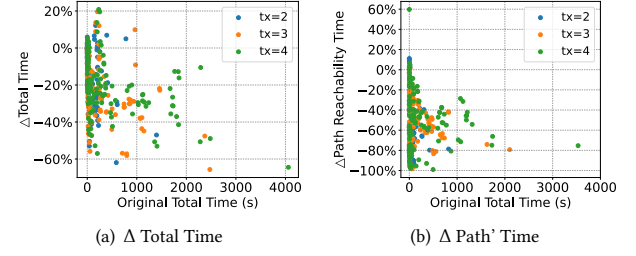 20%
0%
−20%
−40%
−60%
ΔTotal Time
tx=2
tx=3
tx=4
0 1000 2000 3000 4000
Original Total Time (s)
(a) Δ Total Time
60%
40%
20%
0%
−20%
−40%
−60%
−80%
−100%
ΔPath Reachability Time
tx=2
tx=3
tx=4
0 1000 2000 3000
Original Total Time (s)
(b) Δ Path' Time